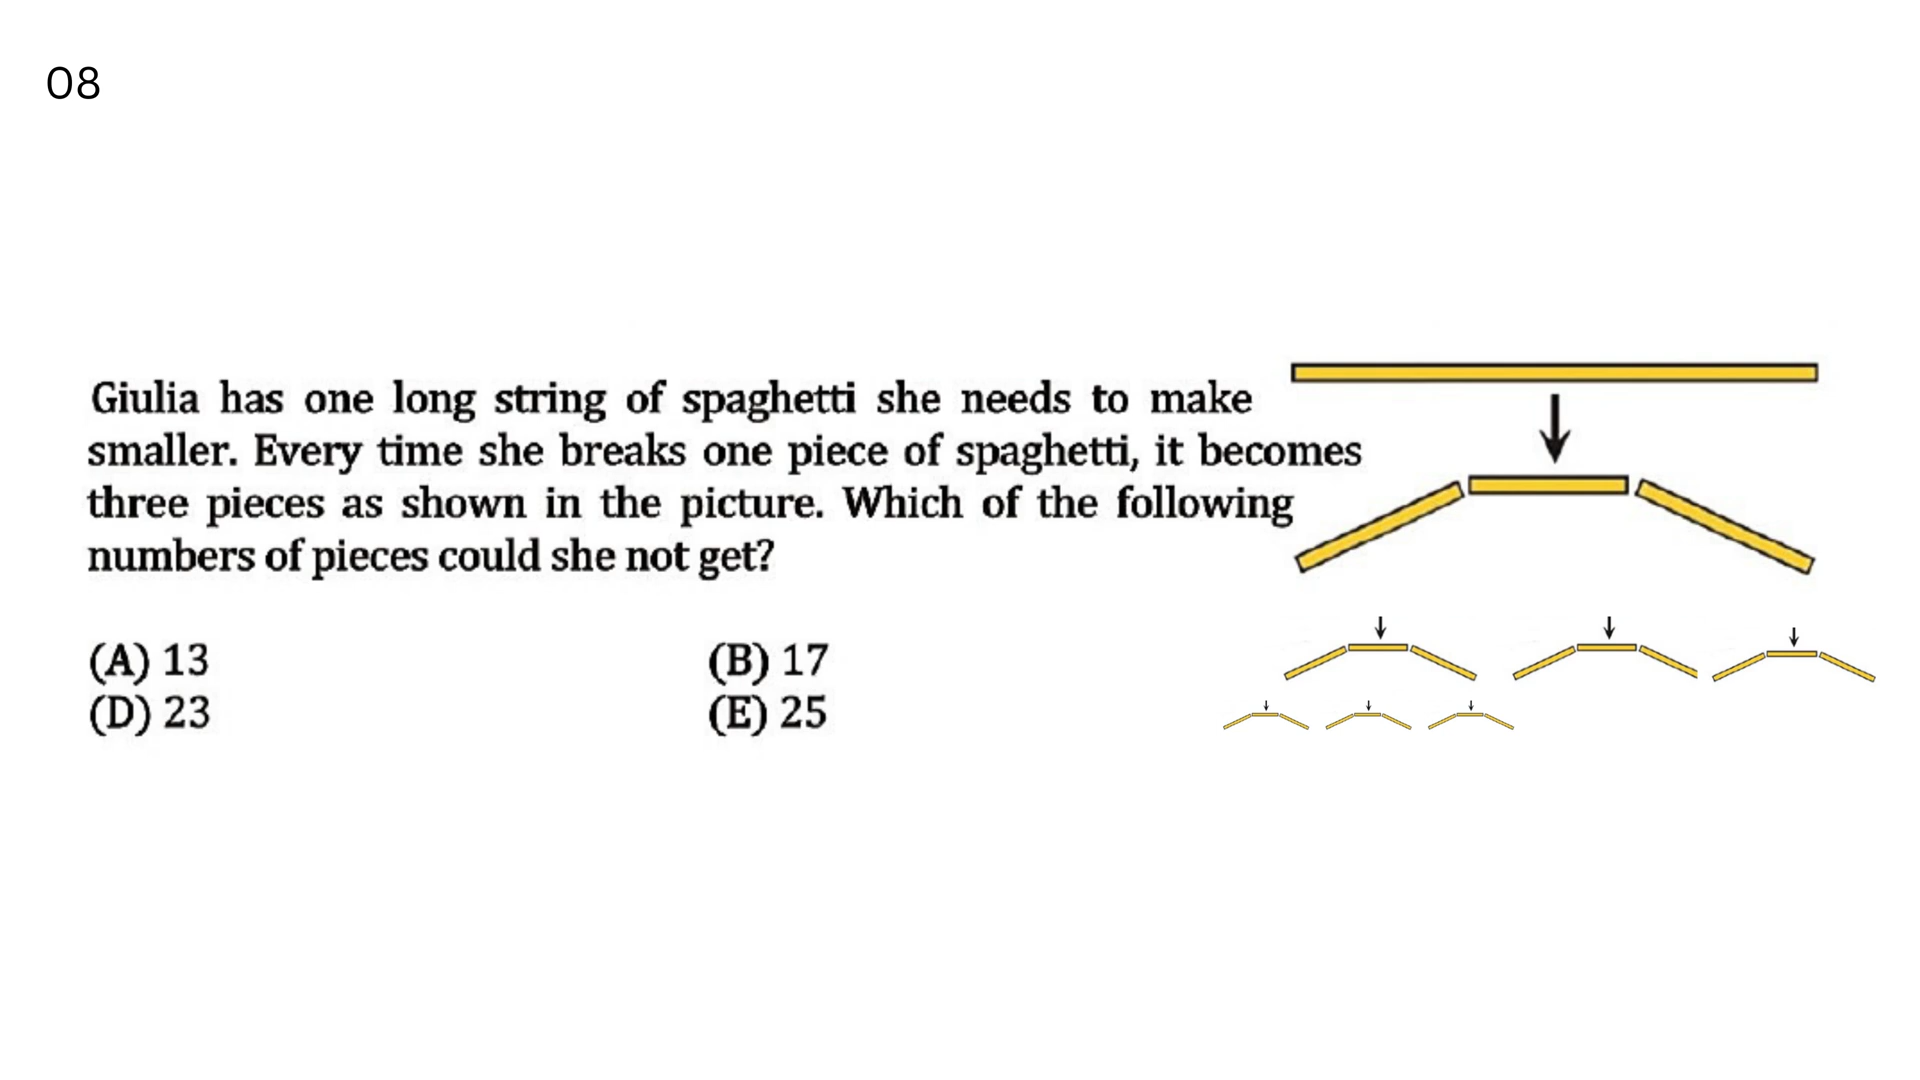 08
Giulia has one long string of spaghetti she needs to make
smaller. Every time she breaks one piece of spaghetti, it becomes
three pieces as shown in the picture. Which of the following
numbers of pieces could she not get?
(A) 13 (B) 17
(D) 23 (E) 25